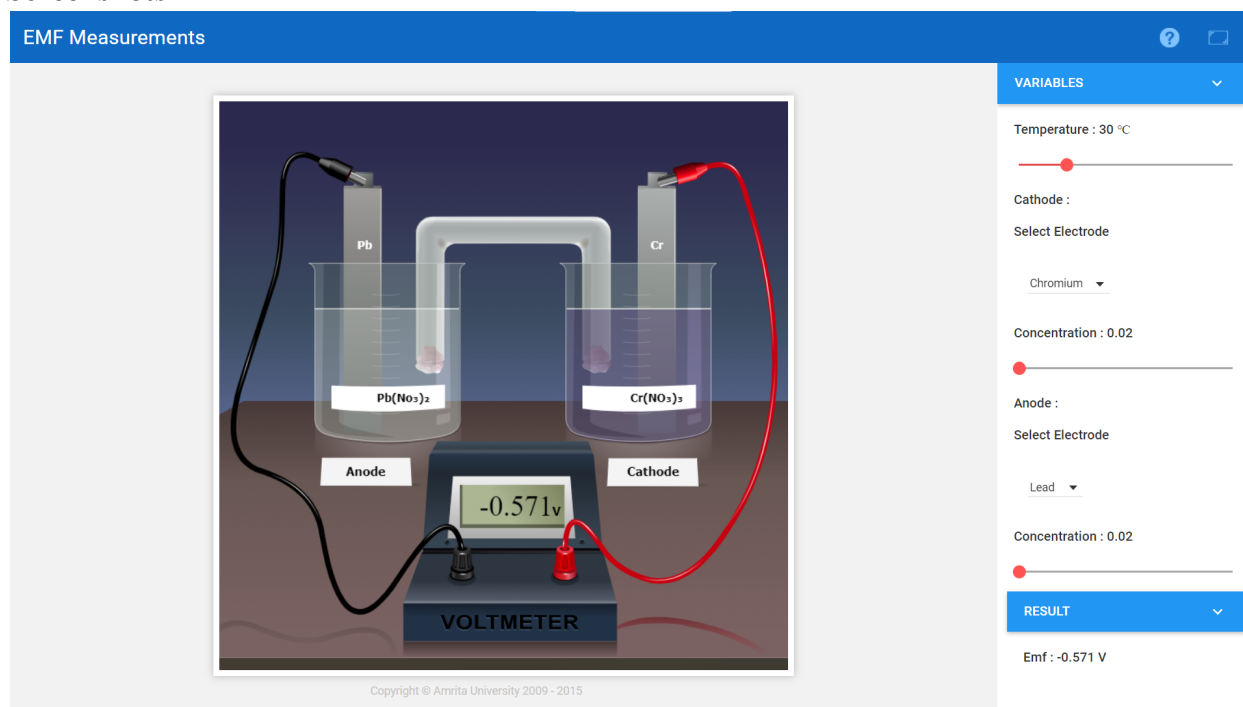 EMF Measurements
?
VARIABLES
Temperature : 30 ℃
Cathode :
Select Electrode
Chromium
Concentration : 0.02
Anode :
Select Electrode
Lead
Concentration : 0.02
RESULT
Emf : -0.571 V
Pb
Cr
Pb(No₃)₂
Cr(NO₃)₃
Anode
Cathode
-0.571v
VOLTMETER
Copyright © Amrita University 2009 - 2015